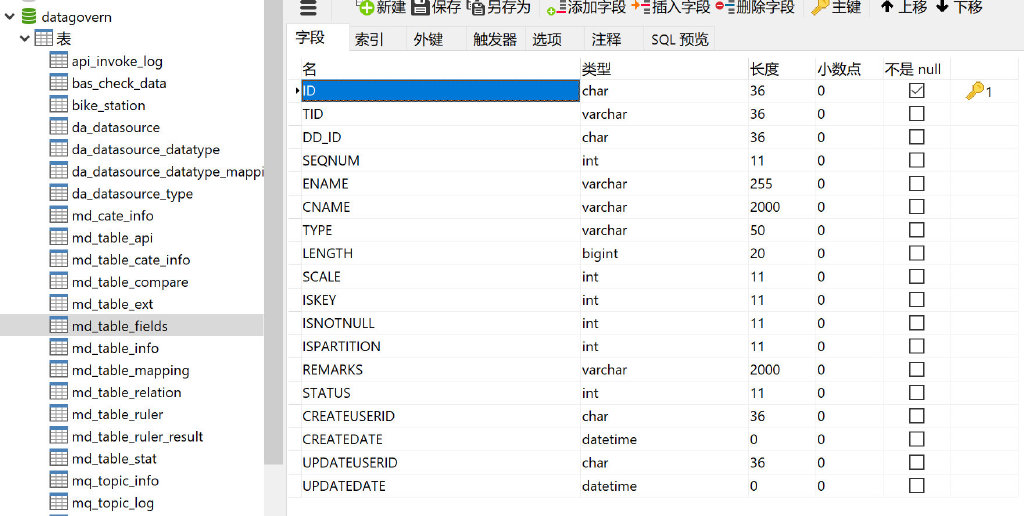 datagovern
表
api_invoke_log
bas_check_data
bike_station
da_datasource
da_datasource_datatype
da_datasource_datatype_mappi
da_datasource_type
md_cate_info
md_table_api
md_table_cate_info
md_table_compare
md_table_ext
md_table_fields
md_table_info
md_table_mapping
md_table_relation
md_table_ruler
md_table_ruler_result
md_table_stat
mq_topic_info
mq_topic_log
新建 保存 另存为 添加字段 插入字段 删除字段 主键 上移 下移
字段 索引 外键 触发器 选项 注释 SQL 预览
名 类型 长度 小数点 不是 null
ID char 36 0 1
TID varchar 36 0
DD_ID char 36 0
SEQNUM int 11 0
ENAME varchar 255 0
CNAME varchar 2000 0
TYPE varchar 50 0
LENGTH bigint 20 0
SCALE int 11 0
ISKEY int 11 0
ISNOTNULL int 11 0
ISPARTITION int 11 0
REMARKS varchar 2000 0
STATUS int 11 0
CREATEUSERID char 36 0
CREATEDATE datetime 0 0
UPDATEUSERID char 36 0
UPDATEDATE datetime 0 0